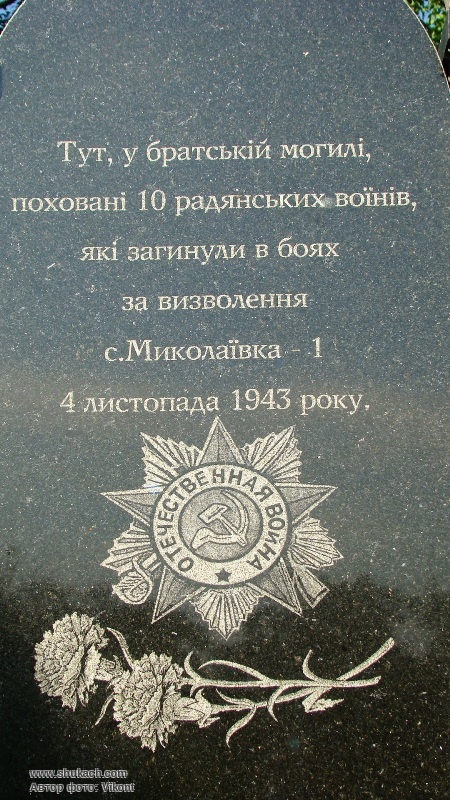 Тут, у братській могилі,
поховані 10 радянських воїнів,
які загинули в боях
за визволення
с.Миколаївка - 1
4 листопада 1943 року.
ОТЕЧЕСТВЕННАЯ ВОЙНА
www.shukach.com
Автор фото: Vikont